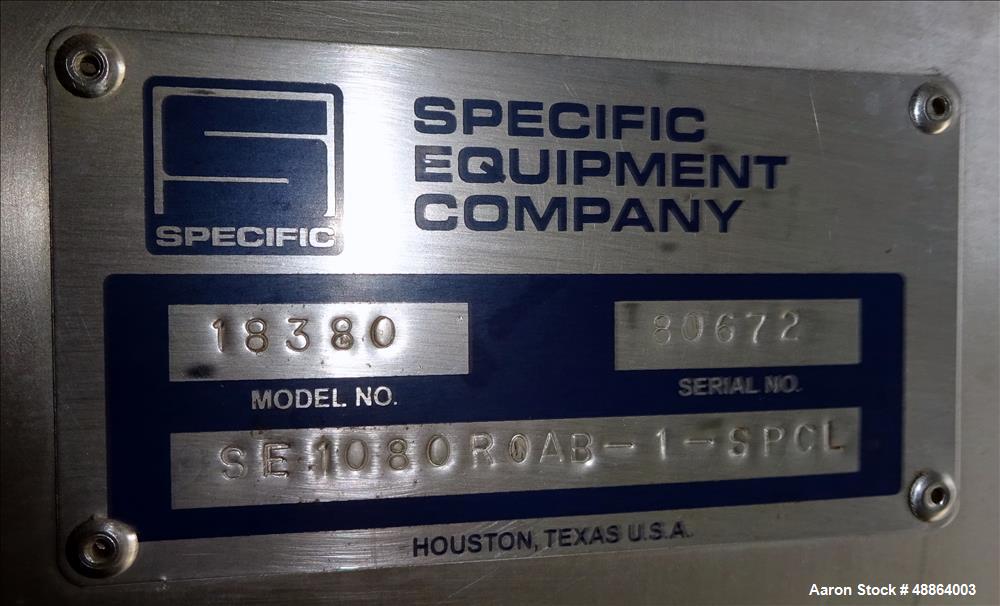 SPECIFIC
EQUIPMENT
COMPANY
SPECIFIC
18380
80672
MODEL NO.
SERIAL NO.
SE1080R0AB-1-SPCL
HOUSTON, TEXAS U.S.A.
Aaron Stock # 48864003